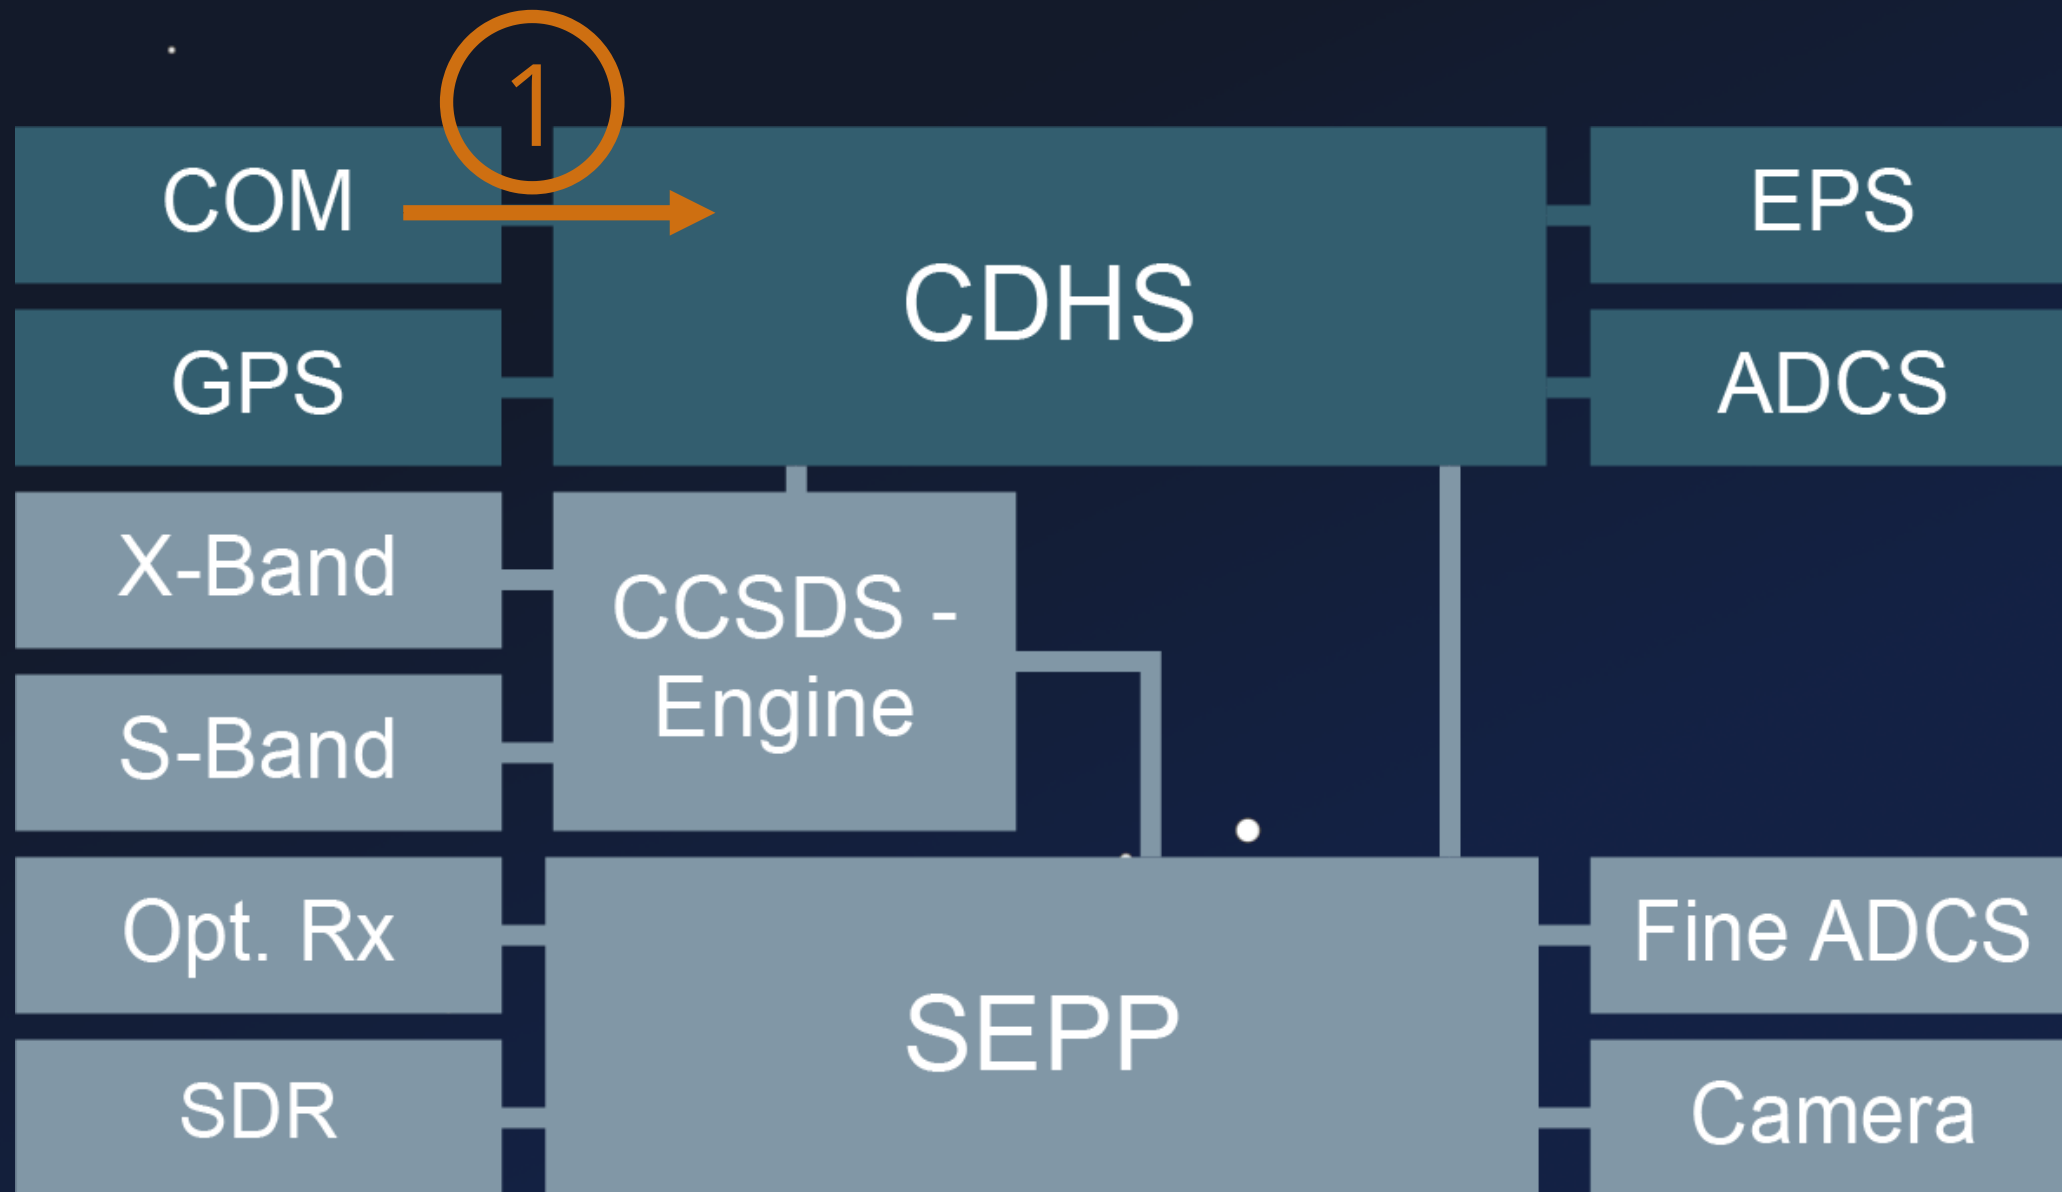 1
COM
CDHS
EPS
GPS
ADCS
X-Band
CCSDS -
Engine
S-Band
Opt. Rx
SEPP
Fine ADCS
SDR
Camera